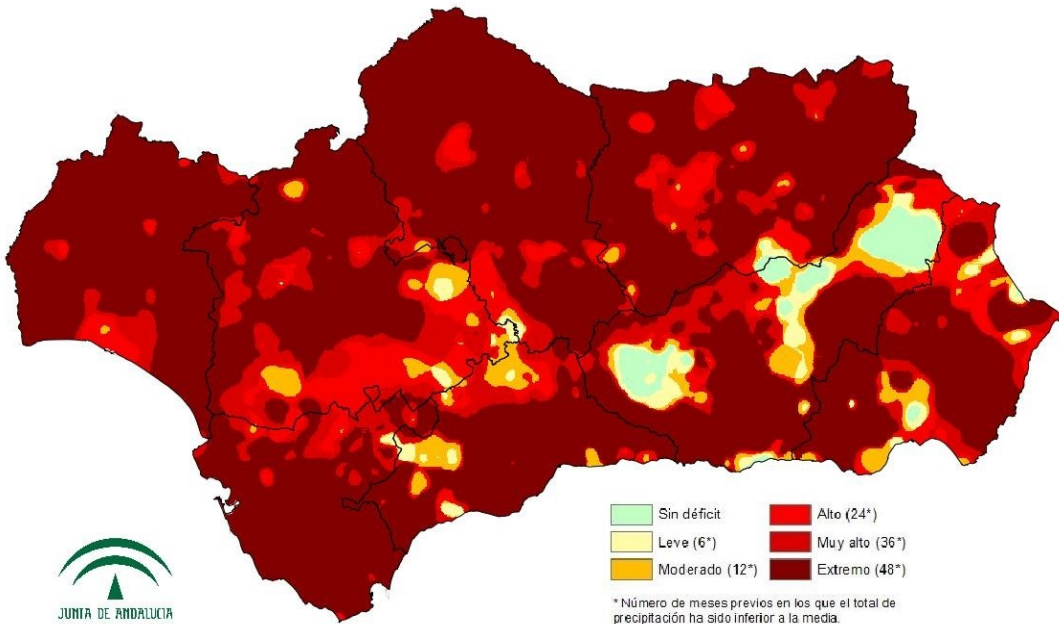 Sin déficit
Leve (6*)
Moderado (12*)
Alto (24*)
Muy alto (36*)
Extremo (48*)
* Número de meses previos en los que el total de
precipitación ha sido inferior a la media.
JUNTA DE ANDALUCIA